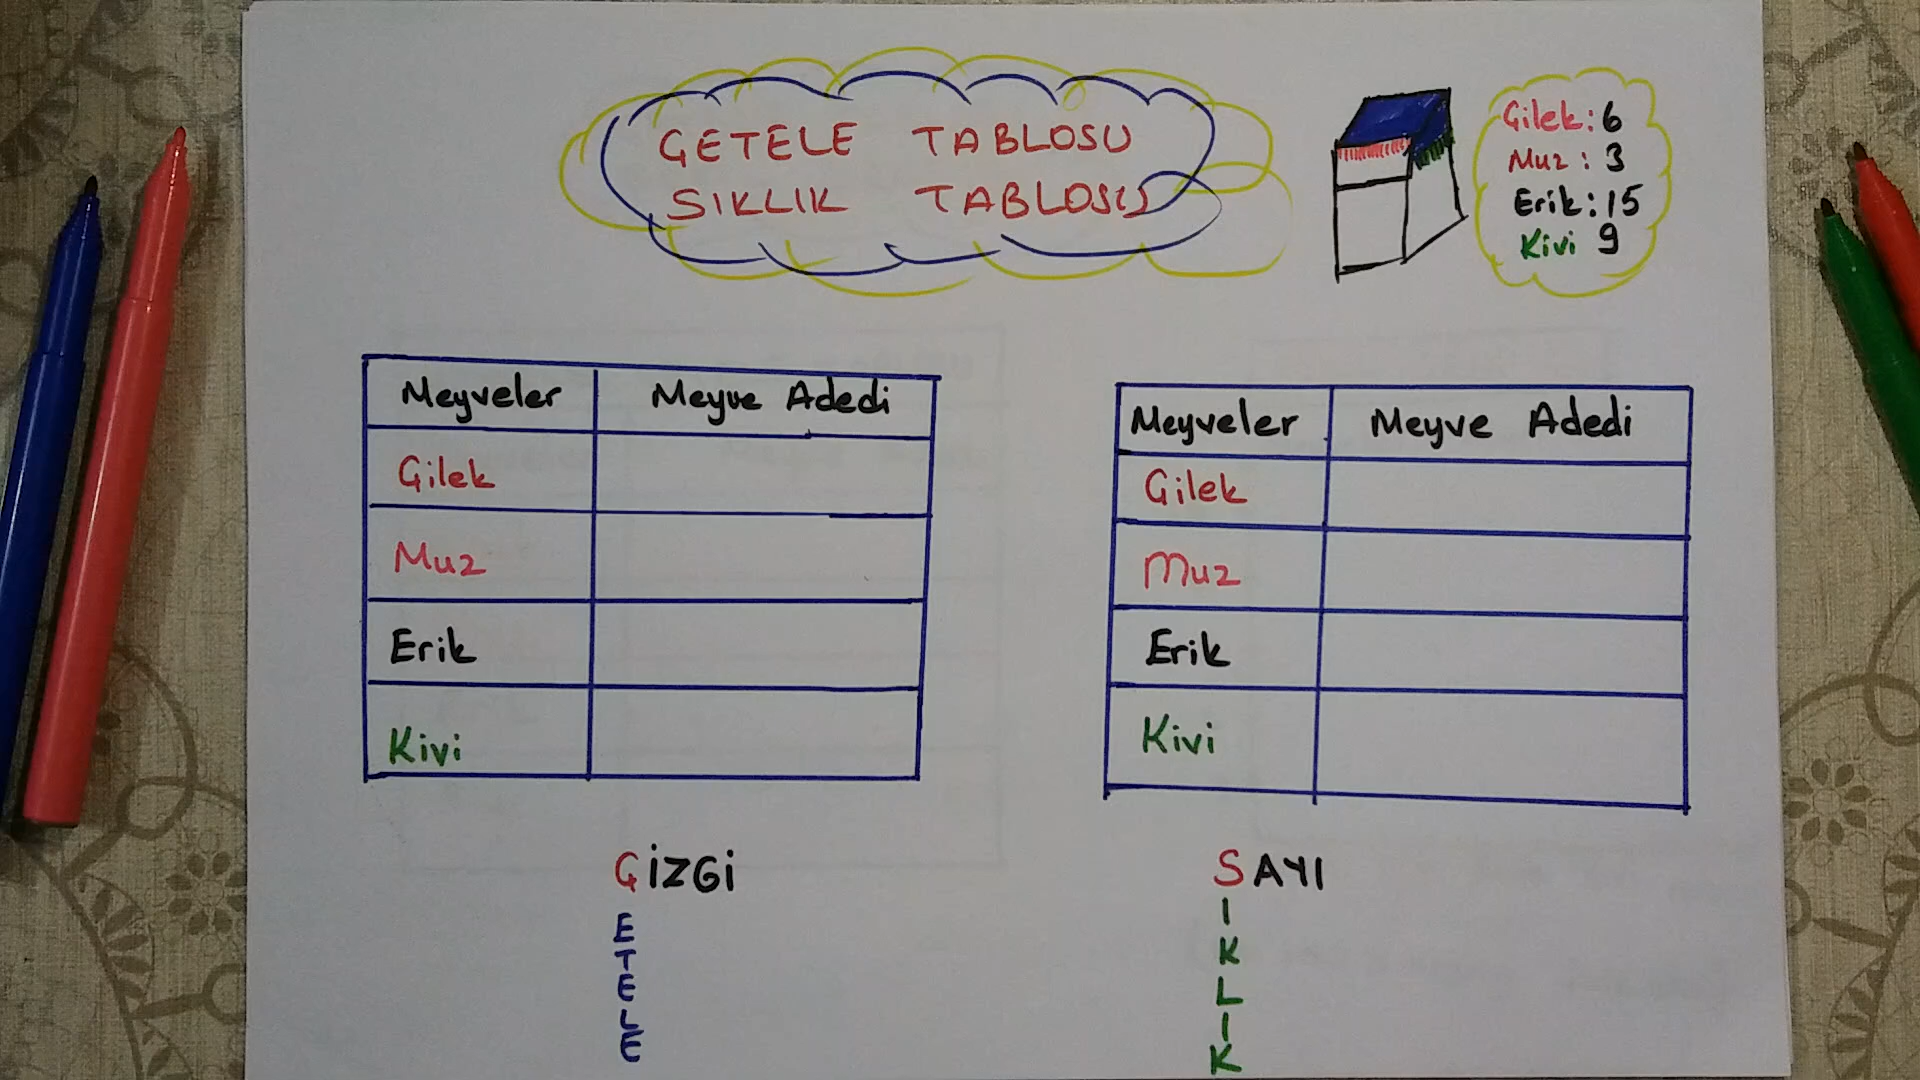 ÇETELE TABLOSU
SIKLIK TABLOSU
Çilek: 6
Muz: 3
Erik: 15
Kivi 9
Meyveler Meyve Adedi
Çilek
Muz
Erik
Kivi
Meyveler Meyve Adedi
Çilek
Muz
Erik
Kivi
ÇİZGİ
E
T
E
L
E
SAYI
I
K
L
I
K